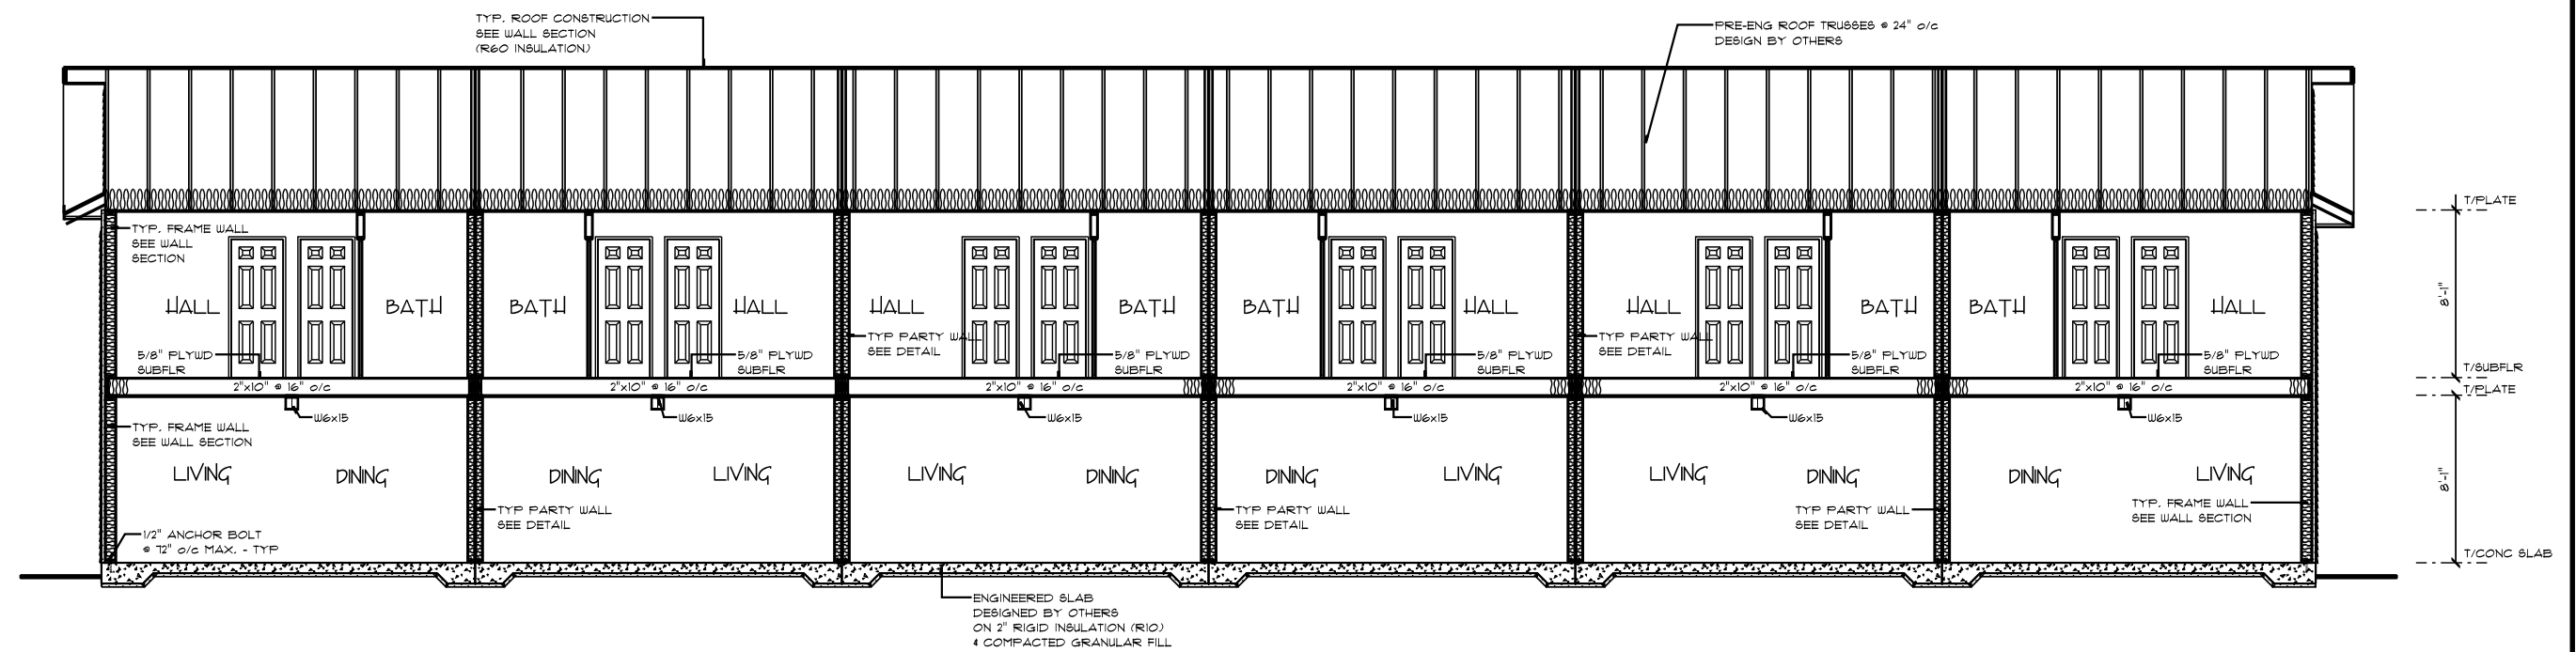 TYP. ROOF CONSTRUCTION
SEE WALL SECTION
(R60 INSULATION)
PRE-ENG ROOF TRUSSES @ 24" o/c
DESIGN BY OTHERS
T/PLATE
TYP. FRAME WALL
SEE WALL
SECTION
HALL
BATH
BATH
HALL
HALL
BATH
BATH
HALL
HALL
BATH
BATH
HALL
8'-1"
TYP PARTY WALL
SEE DETAIL
TYP PARTY WALL
SEE DETAIL
5/8" PLYWD
SUBFLR
5/8" PLYWD
SUBFLR
5/8" PLYWD
SUBFLR
5/8" PLYWD
SUBFLR
5/8" PLYWD
SUBFLR
5/8" PLYWD
SUBFLR
T/SUBFLR
2"x10" @ 16" o/c
2"x10" @ 16" o/c
2"x10" @ 16" o/c
2"x10" @ 16" o/c
2"x10" @ 16" o/c
2"x10" @ 16" o/c
T/PLATE
W6x15
W6x15
W6x15
W6x15
W6x15
W6x15
TYP. FRAME WALL
SEE WALL SECTION
LIVING
DINING
DINING
LIVING
LIVING
DINING
DINING
LIVING
LIVING
DINING
DINING
LIVING
8'-1"
TYP PARTY WALL
SEE DETAIL
TYP PARTY WALL
SEE DETAIL
TYP PARTY WALL
SEE DETAIL
TYP. FRAME WALL
SEE WALL SECTION
1/2" ANCHOR BOLT
@ 72" o/c MAX. - TYP
T/CONC SLAB
ENGINEERED SLAB
DESIGNED BY OTHERS
ON 2" RIGID INSULATION (R10)
& COMPACTED GRANULAR FILL